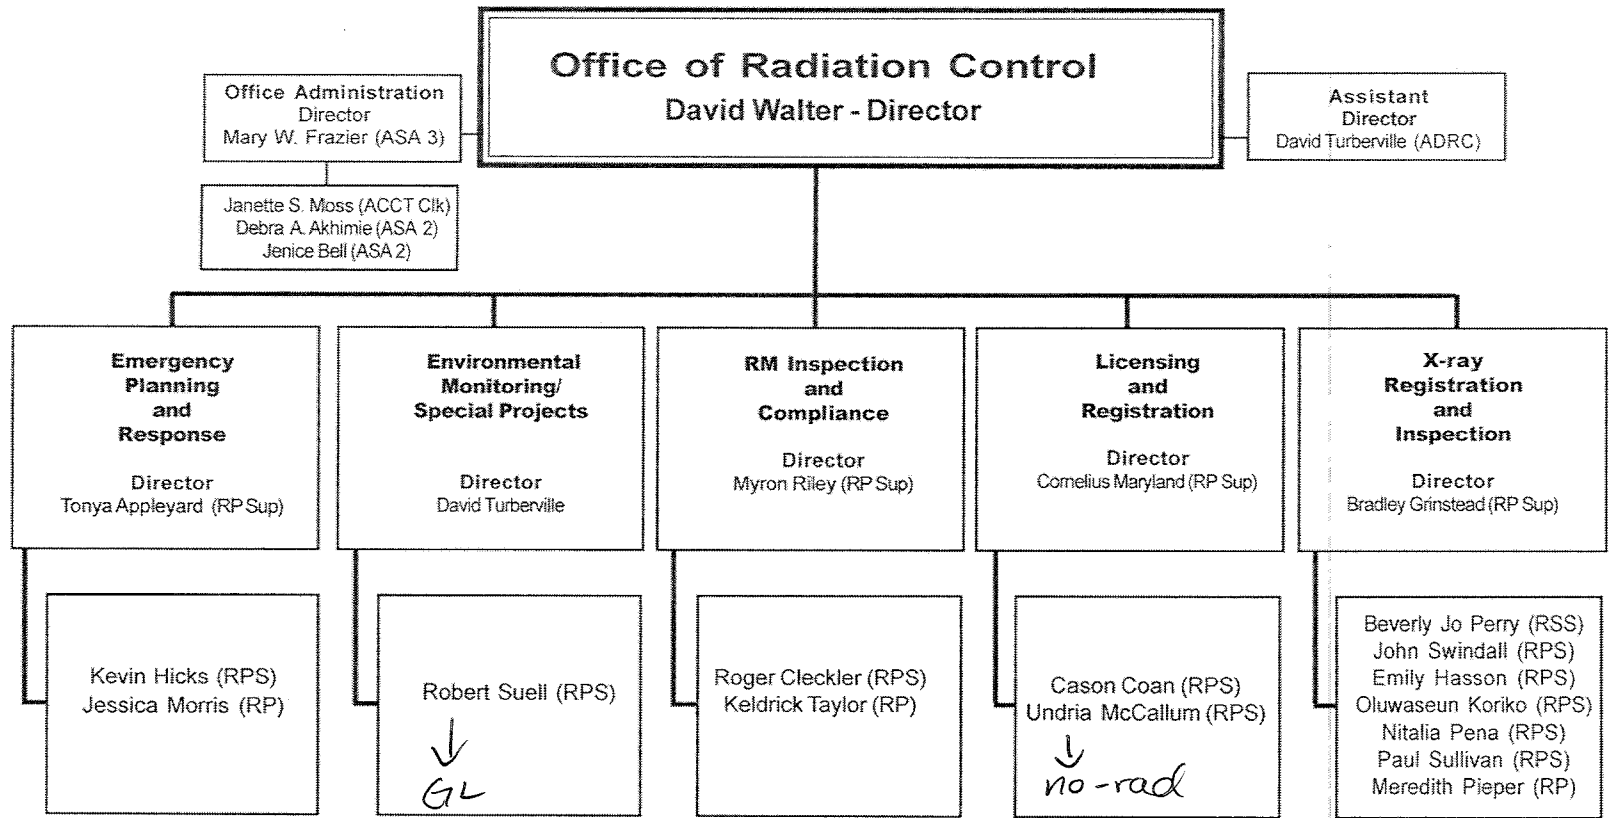 Office of Radiation Control
David Walter - Director
Office Administration
Director
Mary W. Frazier (ASA 3)
Janette S. Moss (ACCT Clk)
Debra A. Akhimie (ASA 2)
Jenice Bell (ASA 2)
Assistant
Director
David Turberville (ADRC)
Emergency
Planning
and
Response
Director
Tonya Appleyard (RP Sup)
Kevin Hicks (RPS)
Jessica Morris (RP)
Environmental
Monitoring/
Special Projects
Director
David Turberville
Robert Suell (RPS)
GL
RM Inspection
and
Compliance
Director
Myron Riley (RP Sup)
Roger Cleckler (RPS)
Keldrick Taylor (RP)
Licensing
and
Registration
Director
Cornelius Maryland (RP Sup)
Cason Coan (RPS)
Undria McCallum (RPS)
no-rad
X-ray
Registration
and
Inspection
Director
Bradley Grinstead (RP Sup)
Beverly Jo Perry (RSS)
John Swindall (RPS)
Emily Hasson (RPS)
Oluwaseun Koriko (RPS)
Nitalia Pena (RPS)
Paul Sullivan (RPS)
Meredith Pieper (RP)